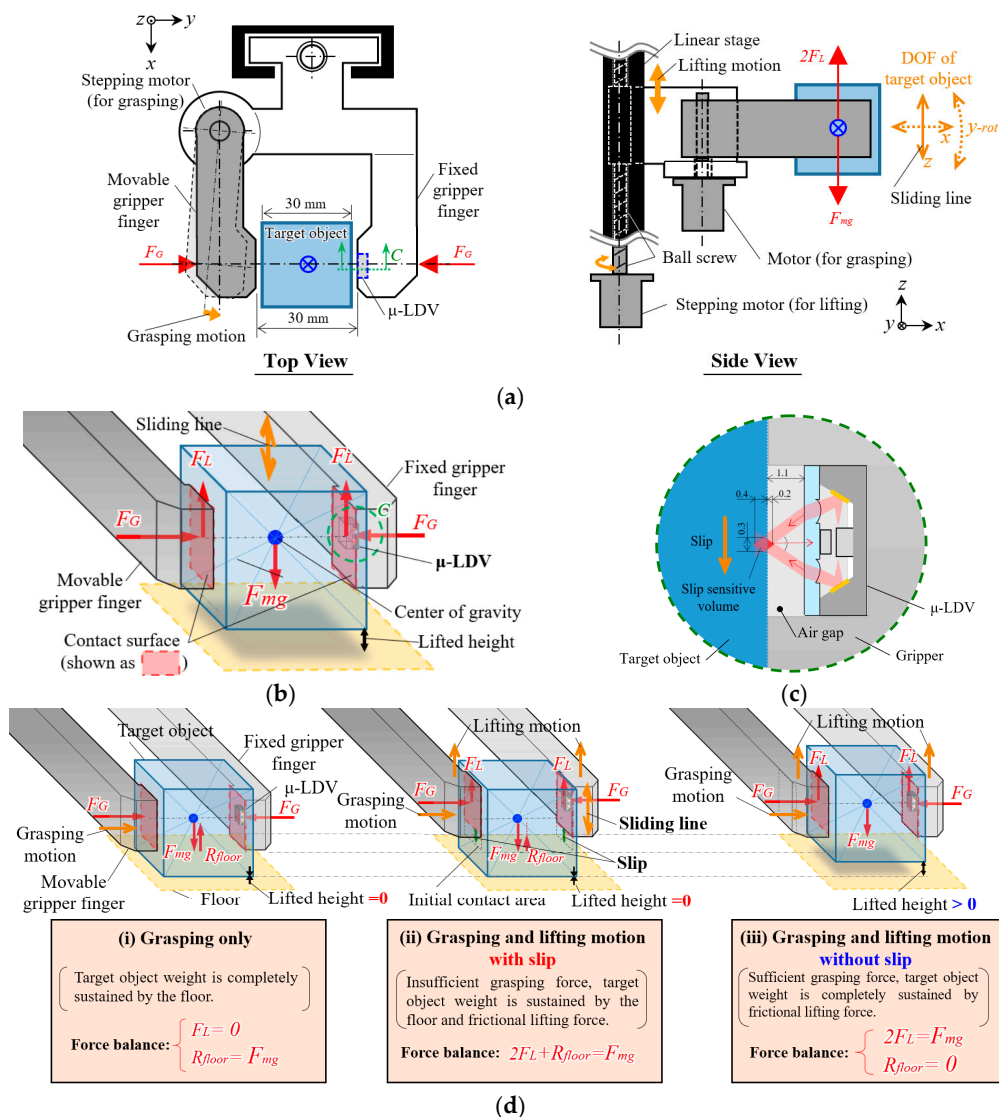 z
y
x
Stepping motor
(for grasping)
Movable
gripper
finger
Fixed
gripper
finger
30 mm
Target object
C
FG
FG
μ-LDV
30 mm
Grasping motion
Top View
Linear stage
Lifting motion
2FL
DOF of
target object
x
y-rot
z
Sliding line
Fmg
Ball screw
Motor (for grasping)
Stepping motor (for lifting)
z
y
x
Side View
(a)
Sliding line
FL
FL
Fixed gripper
finger
FG
C
FG
μ-LDV
Movable
gripper finger
Fmg
Center of gravity
Contact surface
(shown as )
Lifted height
(b)
1.1
0.4
0.2
0.3
Slip
Slip sensitive
volume
μ-LDV
Air gap
Target object
Gripper
(c)
Target object
Fixed gripper
finger
μ-LDV
FG
FG
Grasping
motion
Fmg
Rfloor
Movable
gripper finger
Floor
Lifted height =0
Lifting motion
FL
FL
Grasping
motion
FG
FG
Sliding line
Fmg
Rfloor
Slip
Initial contact area
Lifted height =0
Lifting motion
FL
FL
Grasping
motion
FG
FG
Fmg
Lifted height > 0
(i) Grasping only
Target object weight is completely
sustained by the floor.
Force balance:
FL= 0
Rfloor= Fmg
(ii) Grasping and lifting motion
with slip
Insufficient grasping force, target
object weight is sustained by the
floor and frictional lifting force.
Force balance: 2FL+Rfloor=Fmg
(iii) Grasping and lifting motion
without slip
Sufficient grasping force, target object
weight is completely sustained by
frictional lifting force.
Force balance:
2FL=Fmg
Rfloor= 0
(d)